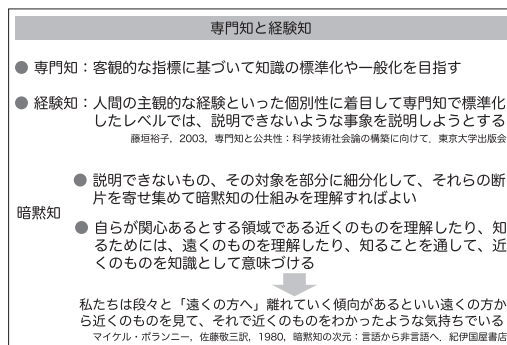 専門知と経験知
● 専門知：客観的な指標に基づいて知識の標準化や一般化を目指す
● 経験知：人間の主観的な経験といった個別性に着目して専門知で標準化
したレベルでは、説明できないような事象を説明しようとする
藤垣裕子，2003，専門知と公共性：科学技術社会論の構築に向けて．東京大学出版会
● 説明できないもの、その対象を部分に細分化して、それらの断
片を寄せ集めて暗黙知の仕組みを理解すればよい
暗黙知
● 自らが関心あるとする領域である近くのものを理解したり、知
るためには、遠くのものを理解したり、知ることを通して、近
くのものを知識として意味づける
私たちは段々と「遠くの方へ」離れていく傾向があるといい遠くの方か
ら近くのものを見て、それで近くのものをわかったような気持ちでいる
マイケル・ポランニー，佐藤敬三訳，1980，暗黙知の次元：言語から非言語へ．紀伊国屋書店